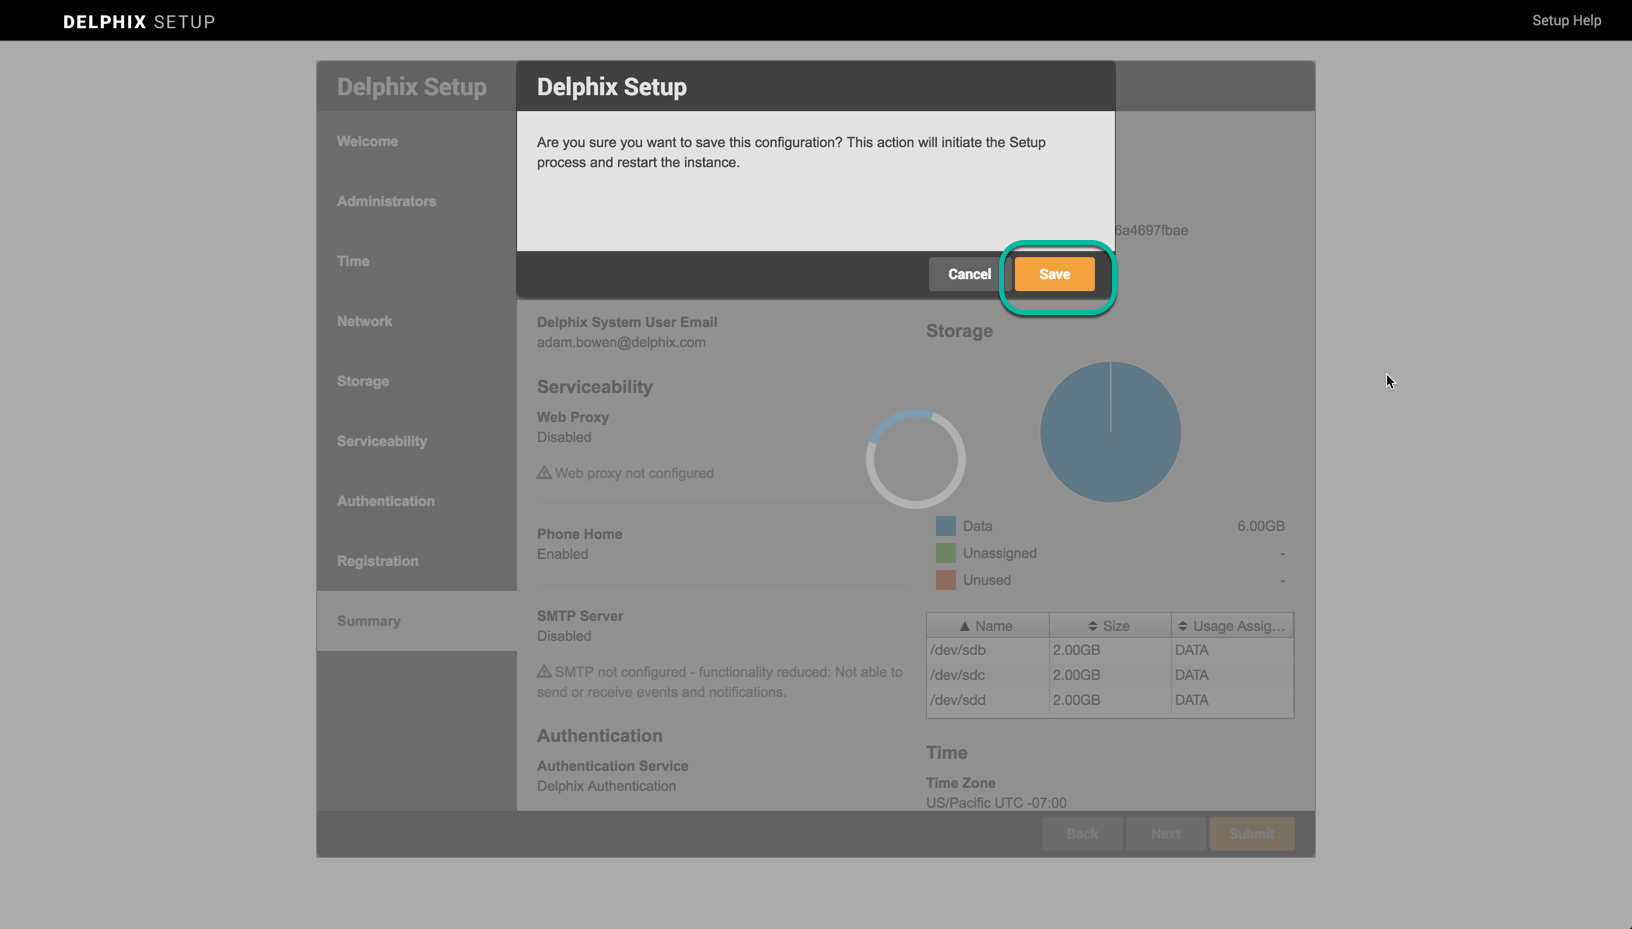 DELPHIX SETUP
Setup Help
Delphix Setup
Delphix Setup
Are you sure you want to save this configuration? This action will initiate the Setup
process and restart the instance.
Cancel
Save
Welcome
Administrators
Time
Network
Storage
Serviceability
Authentication
Registration
Summary
6a4697fbae
Delphix System User Email
adam.bowen@delphix.com
Serviceability
Web Proxy
Disabled
Web proxy not configured
Phone Home
Enabled
SMTP Server
Disabled
SMTP not configured - functionality reduced: Not able to
send or receive events and notifications.
Authentication
Authentication Service
Delphix Authentication
Storage
Data 6.00GB
Unassigned -
Unused -
Name Size Usage Assig...
/dev/sdb 2.00GB DATA
/dev/sdc 2.00GB DATA
/dev/sdd 2.00GB DATA
Time
Time Zone
US/Pacific UTC -07:00
Back
Next
Submit